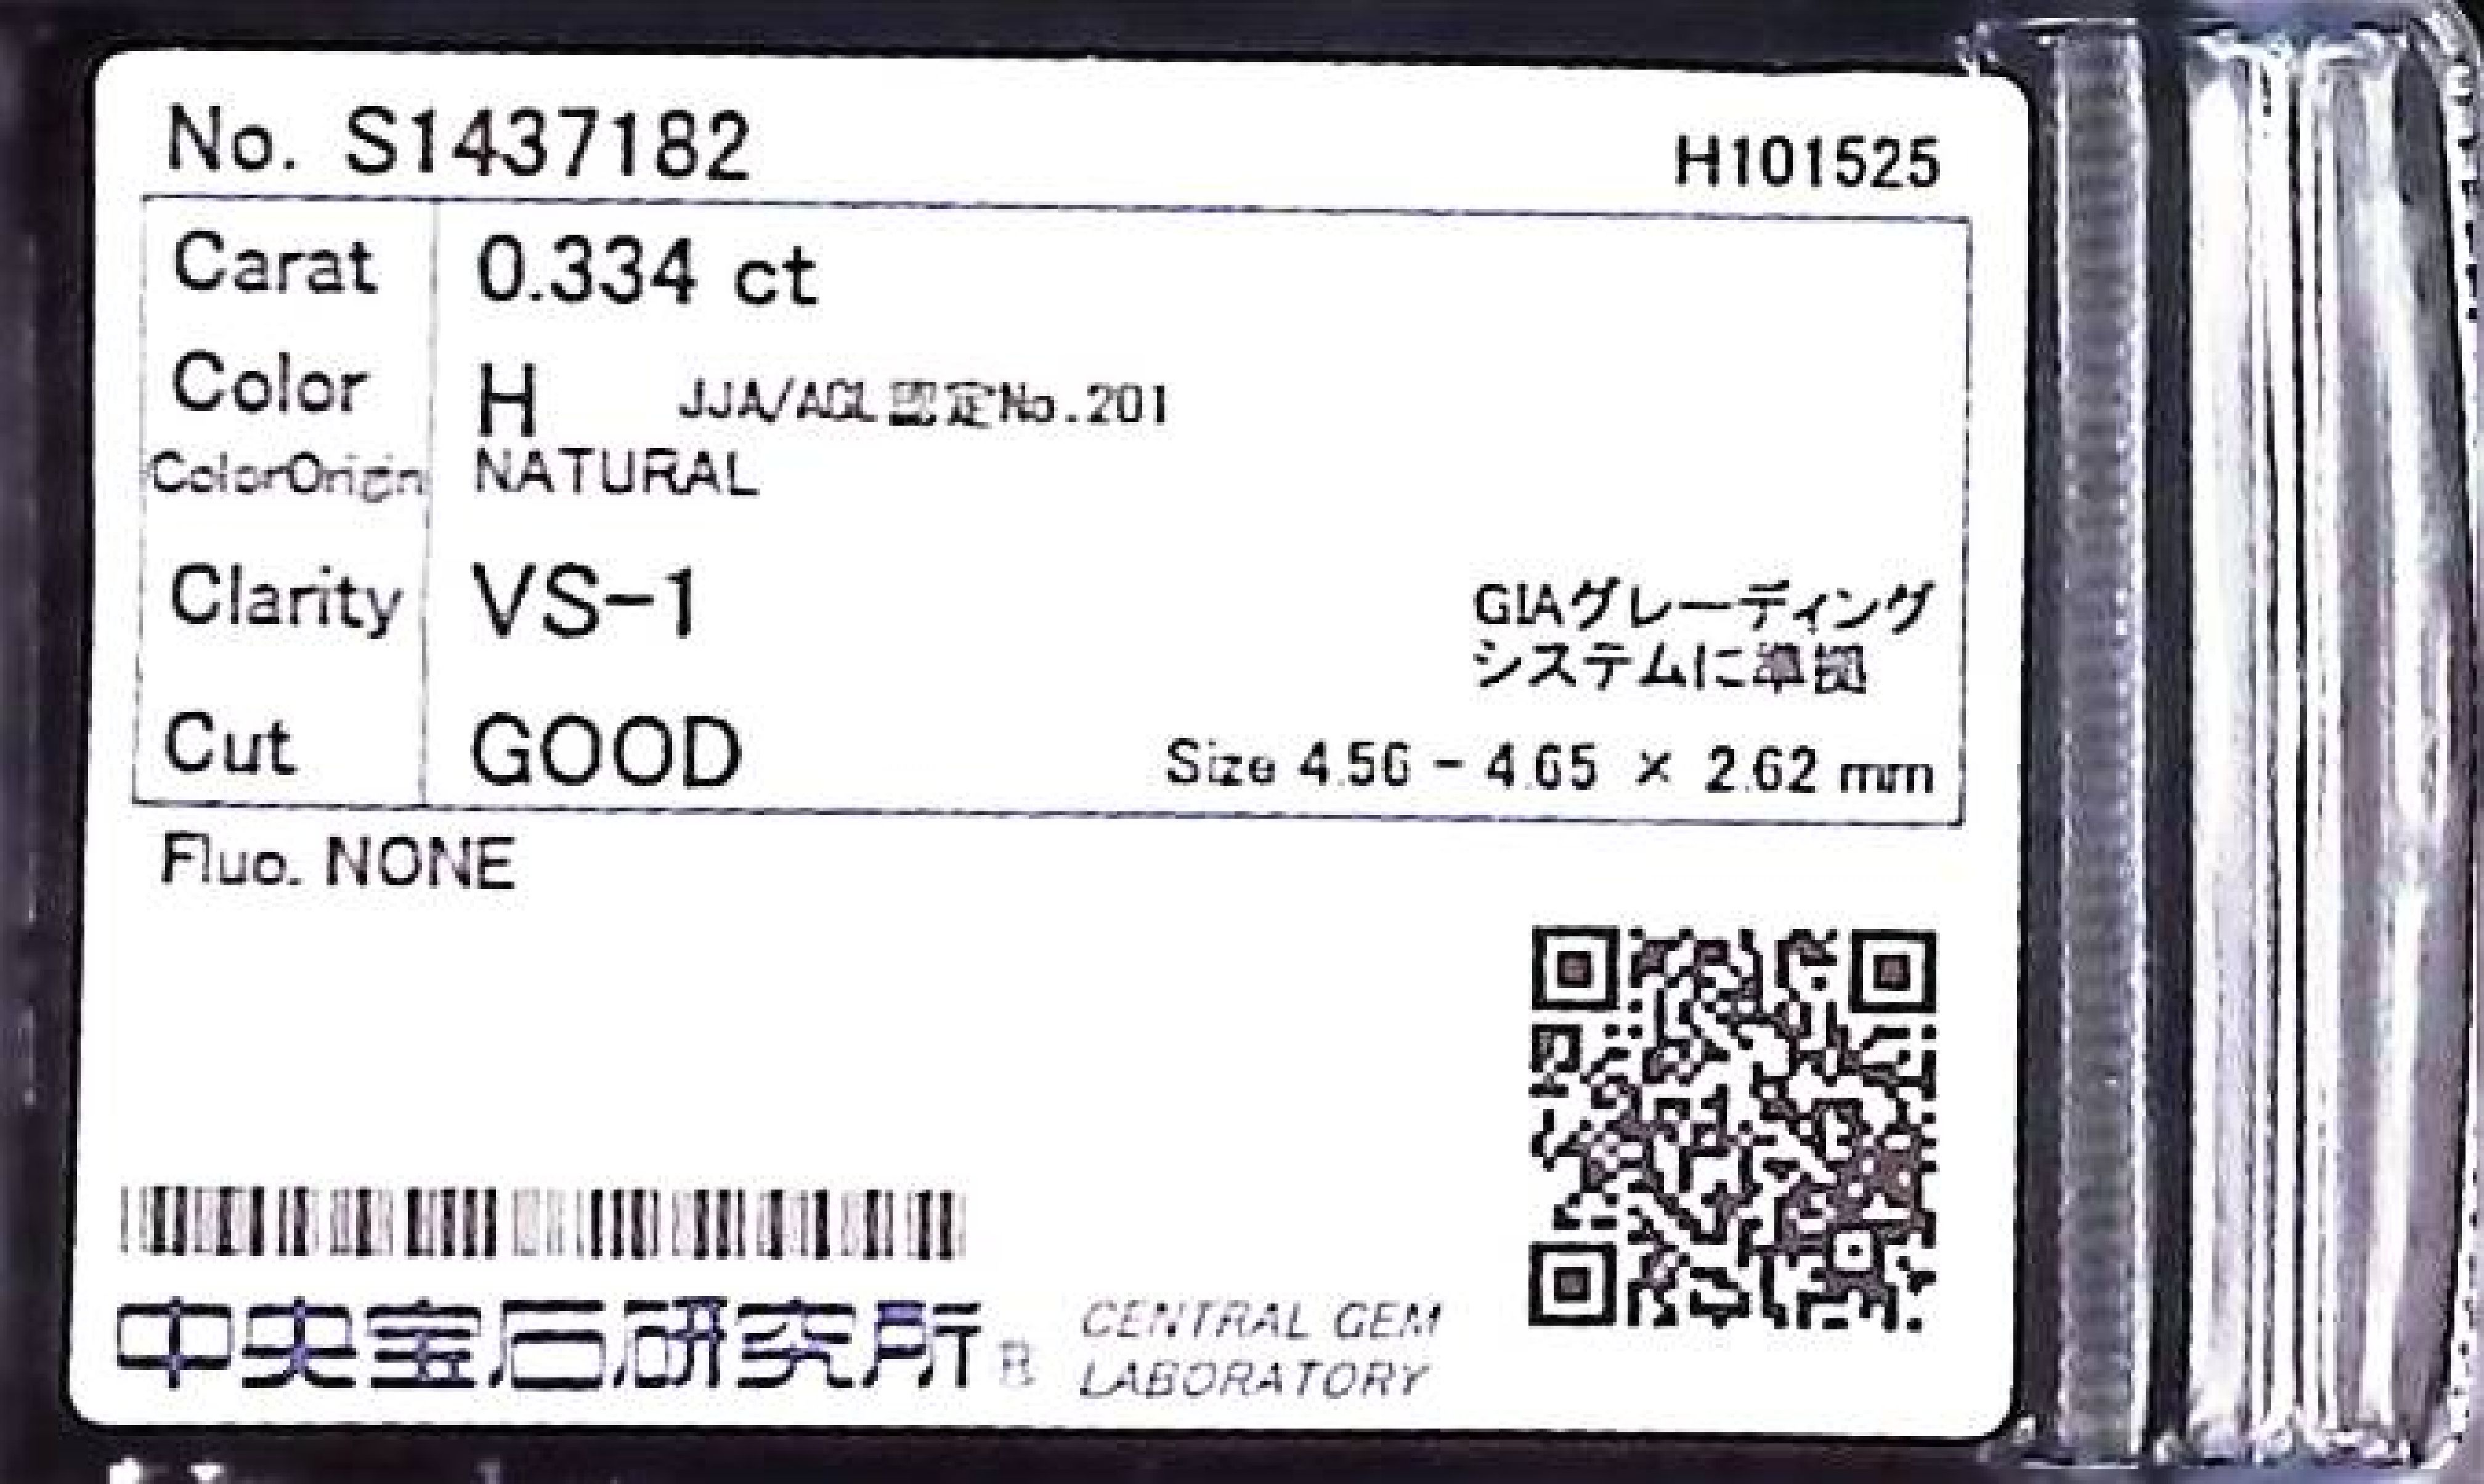 No. S1437182 H101525
Carat 0.334 ct
Color H JJA/AGL認定No.201
ColorOrigin NATURAL
Clarity VS-1
GIAグレーディング
システムに準拠
Cut GOOD Size 4.56 - 4.65 × 2.62 mm
Fluo. NONE
中央宝石研究所 B CENTRAL GEM
LABORATORY